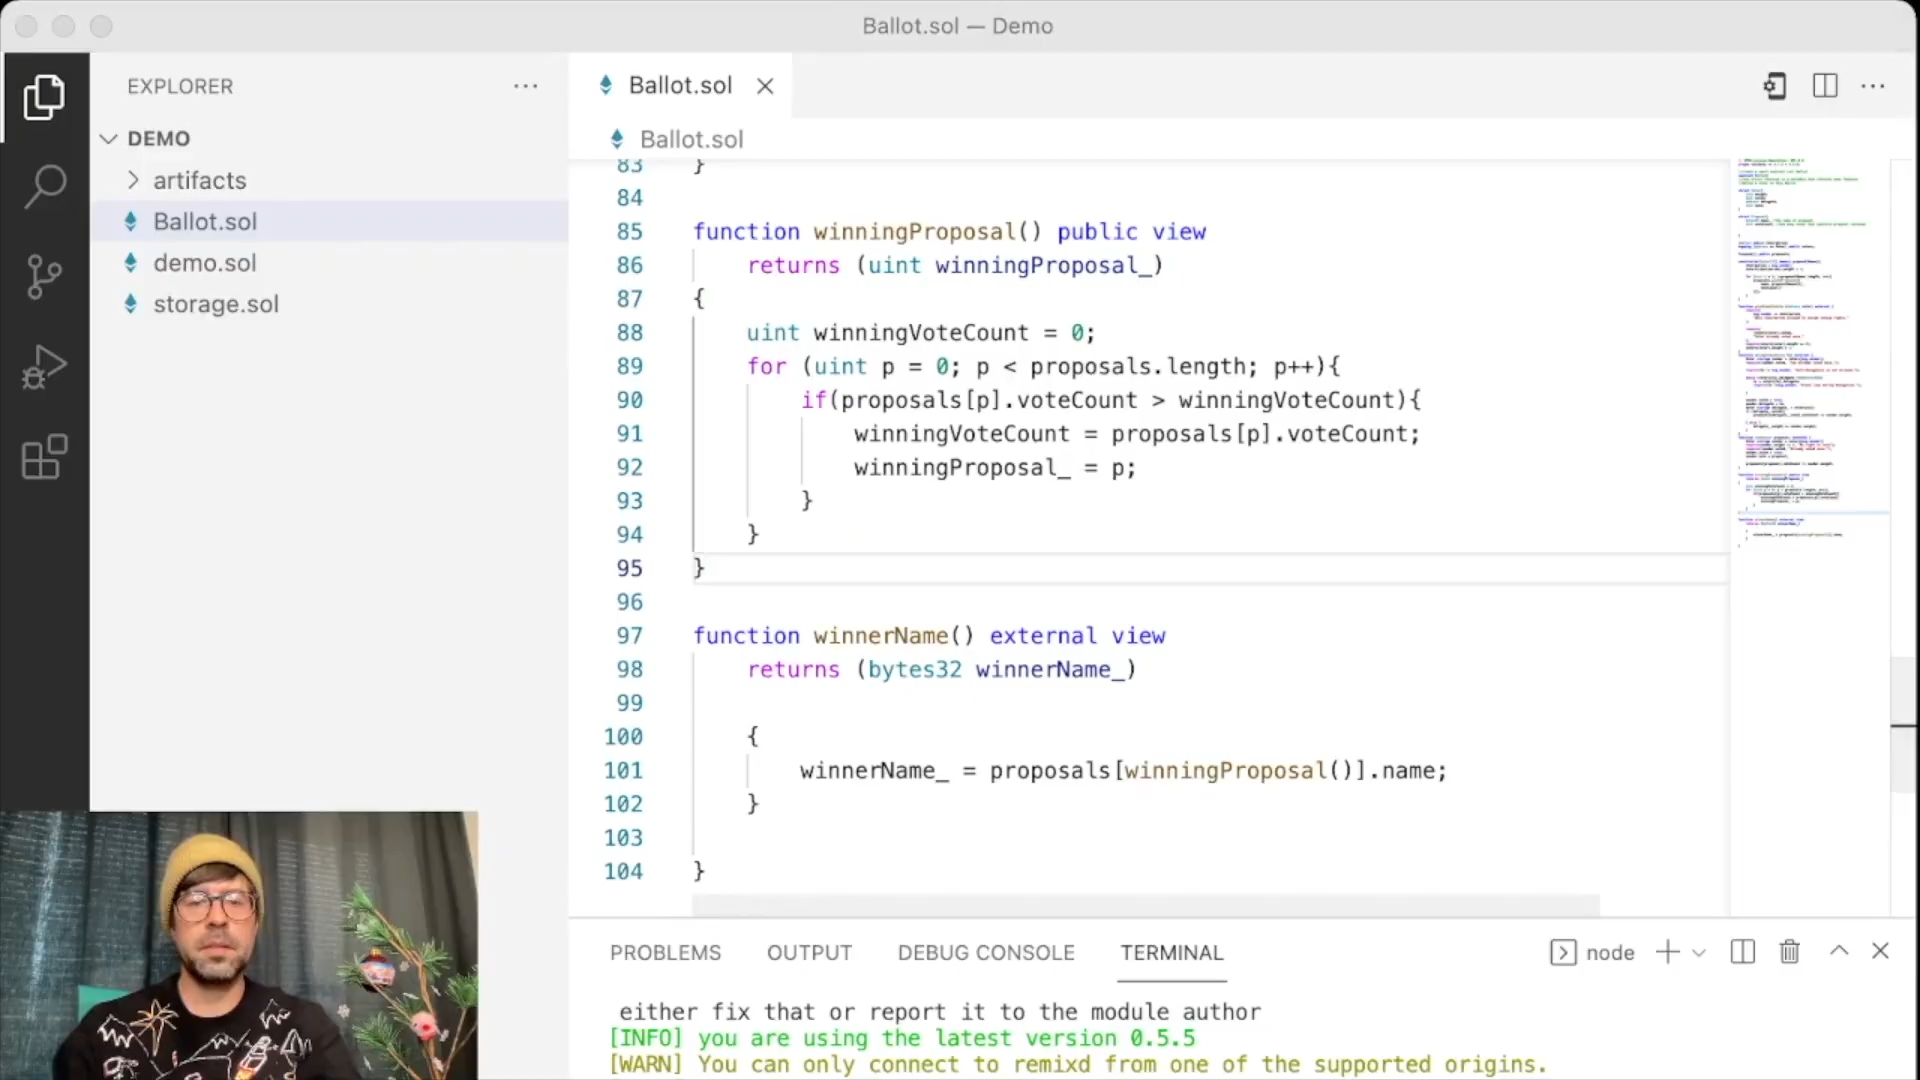 Ballot.sol — Demo
EXPLORER
DEMO
artifacts
Ballot.sol
demo.sol
storage.sol
Ballot.sol
Ballot.sol
83 }
84
85 function winningProposal() public view
86 returns (uint winningProposal_)
87 {
88 uint winningVoteCount = 0;
89 for (uint p = 0; p < proposals.length; p++){
90 if(proposals[p].voteCount > winningVoteCount){
91 winningVoteCount = proposals[p].voteCount;
92 winningProposal_ = p;
93 }
94 }
95 }
96
97 function winnerName() external view
98 returns (bytes32 winnerName_)
99
100 {
101 winnerName_ = proposals[winningProposal()].name;
102 }
103
104 }
PROBLEMS OUTPUT DEBUG CONSOLE TERMINAL node
either fix that or report it to the module author
[INFO] you are using the latest version 0.5.5
[WARN] You can only connect to remixd from one of the supported origins.